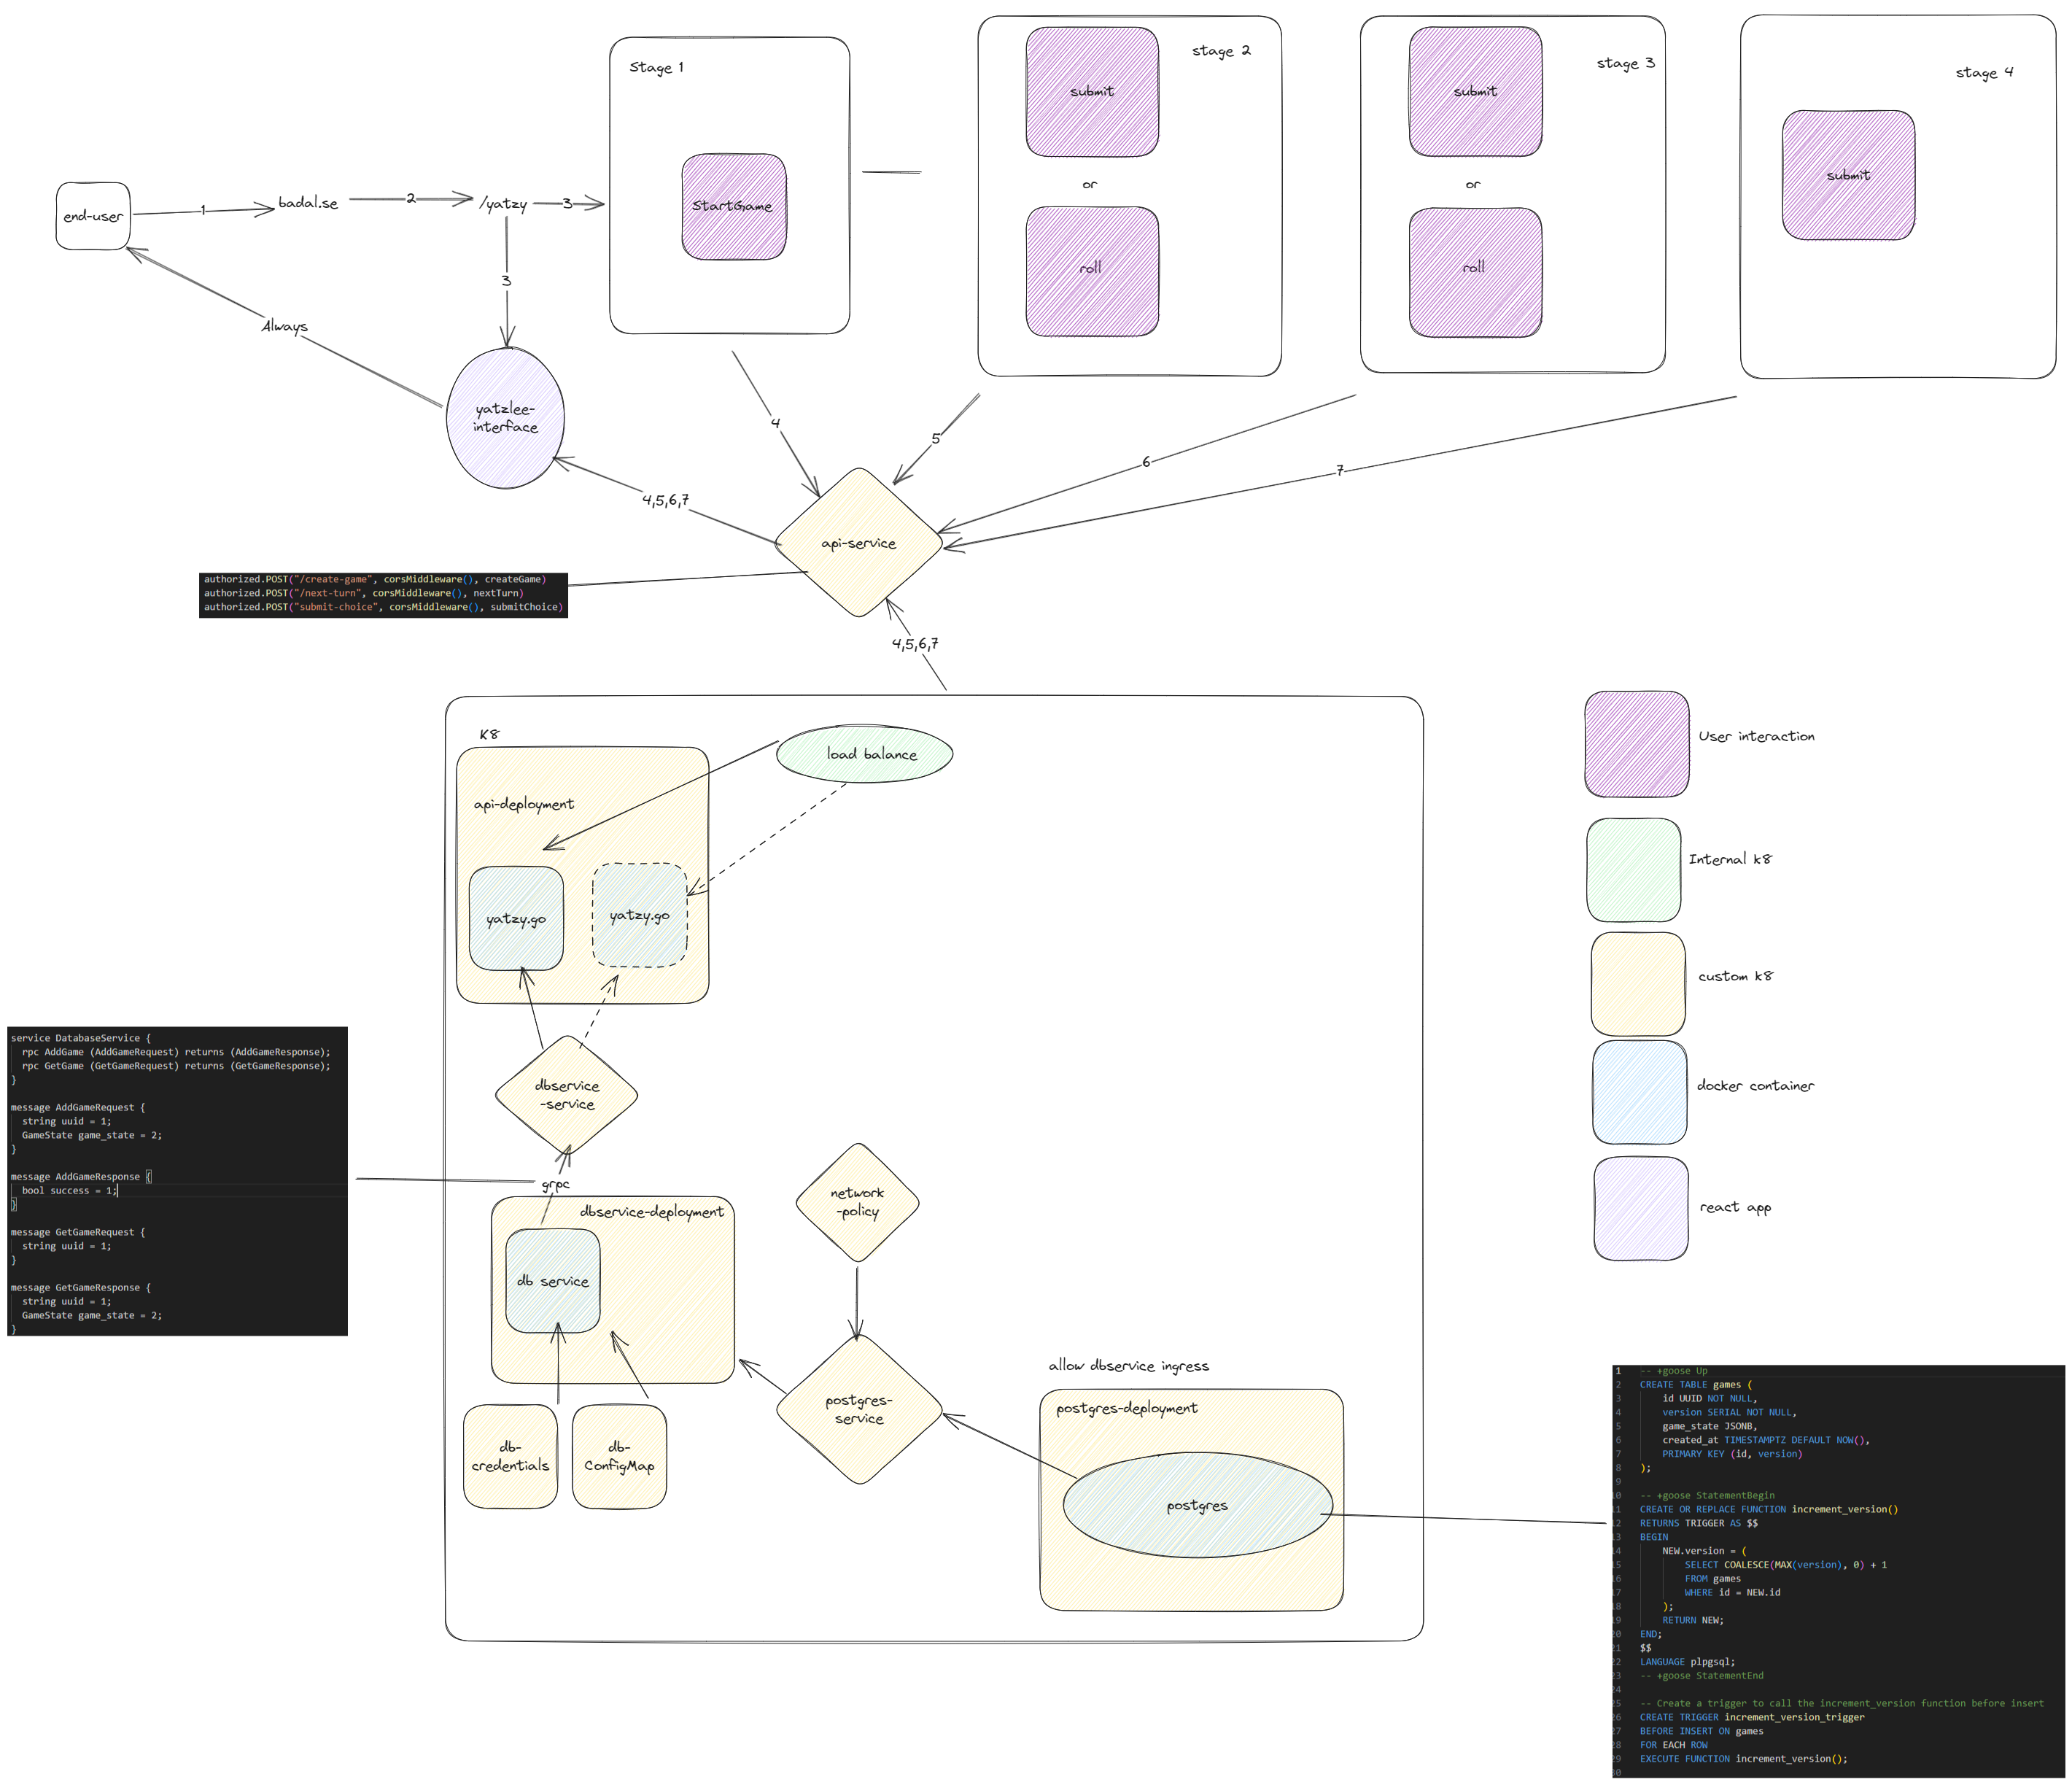 Stage 1
StartGame
stage 2
submit
or
roll
stage 3
submit
or
roll
stage 4
submit
end-user
1
badal.se
2
/yatzy
3
3
Always
yatzlee-
interface
4
5
6
7
4,5,6,7
api-service
authorized.POST("/create-game", corsMiddleware(), createGame)
authorized.POST("/next-turn", corsMiddleware(), nextTurn)
authorized.POST("submit-choice", corsMiddleware(), submitChoice)
4,5,6,7
K8
load balance
api-deployment
yatzy.go
yatzy.go
dbservice
-service
grpc
dbservice-deployment
db service
db-
credentials
db-
ConfigMap
network
-policy
postgres-
service
allow dbservice ingress
postgres-deployment
postgres
User interaction
Internal k8
custom k8
docker container
react app
service DatabaseService {
rpc AddGame (AddGameRequest) returns (AddGameResponse);
rpc GetGame (GetGameRequest) returns (GetGameResponse);
}
message AddGameRequest {
string uuid = 1;
GameState game_state = 2;
}
message AddGameResponse {
bool success = 1;
}
message GetGameRequest {
string uuid = 1;
}
message GetGameResponse {
string uuid = 1;
GameState game_state = 2;
}
1 -- +goose Up
2 CREATE TABLE games (
3 id UUID NOT NULL,
4 version SERIAL NOT NULL,
5 game_state JSONB,
6 created_at TIMESTAMPTZ DEFAULT NOW(),
7 PRIMARY KEY (id, version)
8 );
9
10 -- +goose StatementBegin
11 CREATE OR REPLACE FUNCTION increment_version()
12 RETURNS TRIGGER AS $$
13 BEGIN
14 NEW.version = (
15 SELECT COALESCE(MAX(version), 0) + 1
16 FROM games
17 WHERE id = NEW.id
18 );
19 RETURN NEW;
20 END;
21 $$
22 LANGUAGE plpgsql;
23 -- +goose StatementEnd
24
25 -- Create a trigger to call the increment_version function before insert
26 CREATE TRIGGER increment_version_trigger
27 BEFORE INSERT ON games
28 FOR EACH ROW
29 EXECUTE FUNCTION increment_version();
30